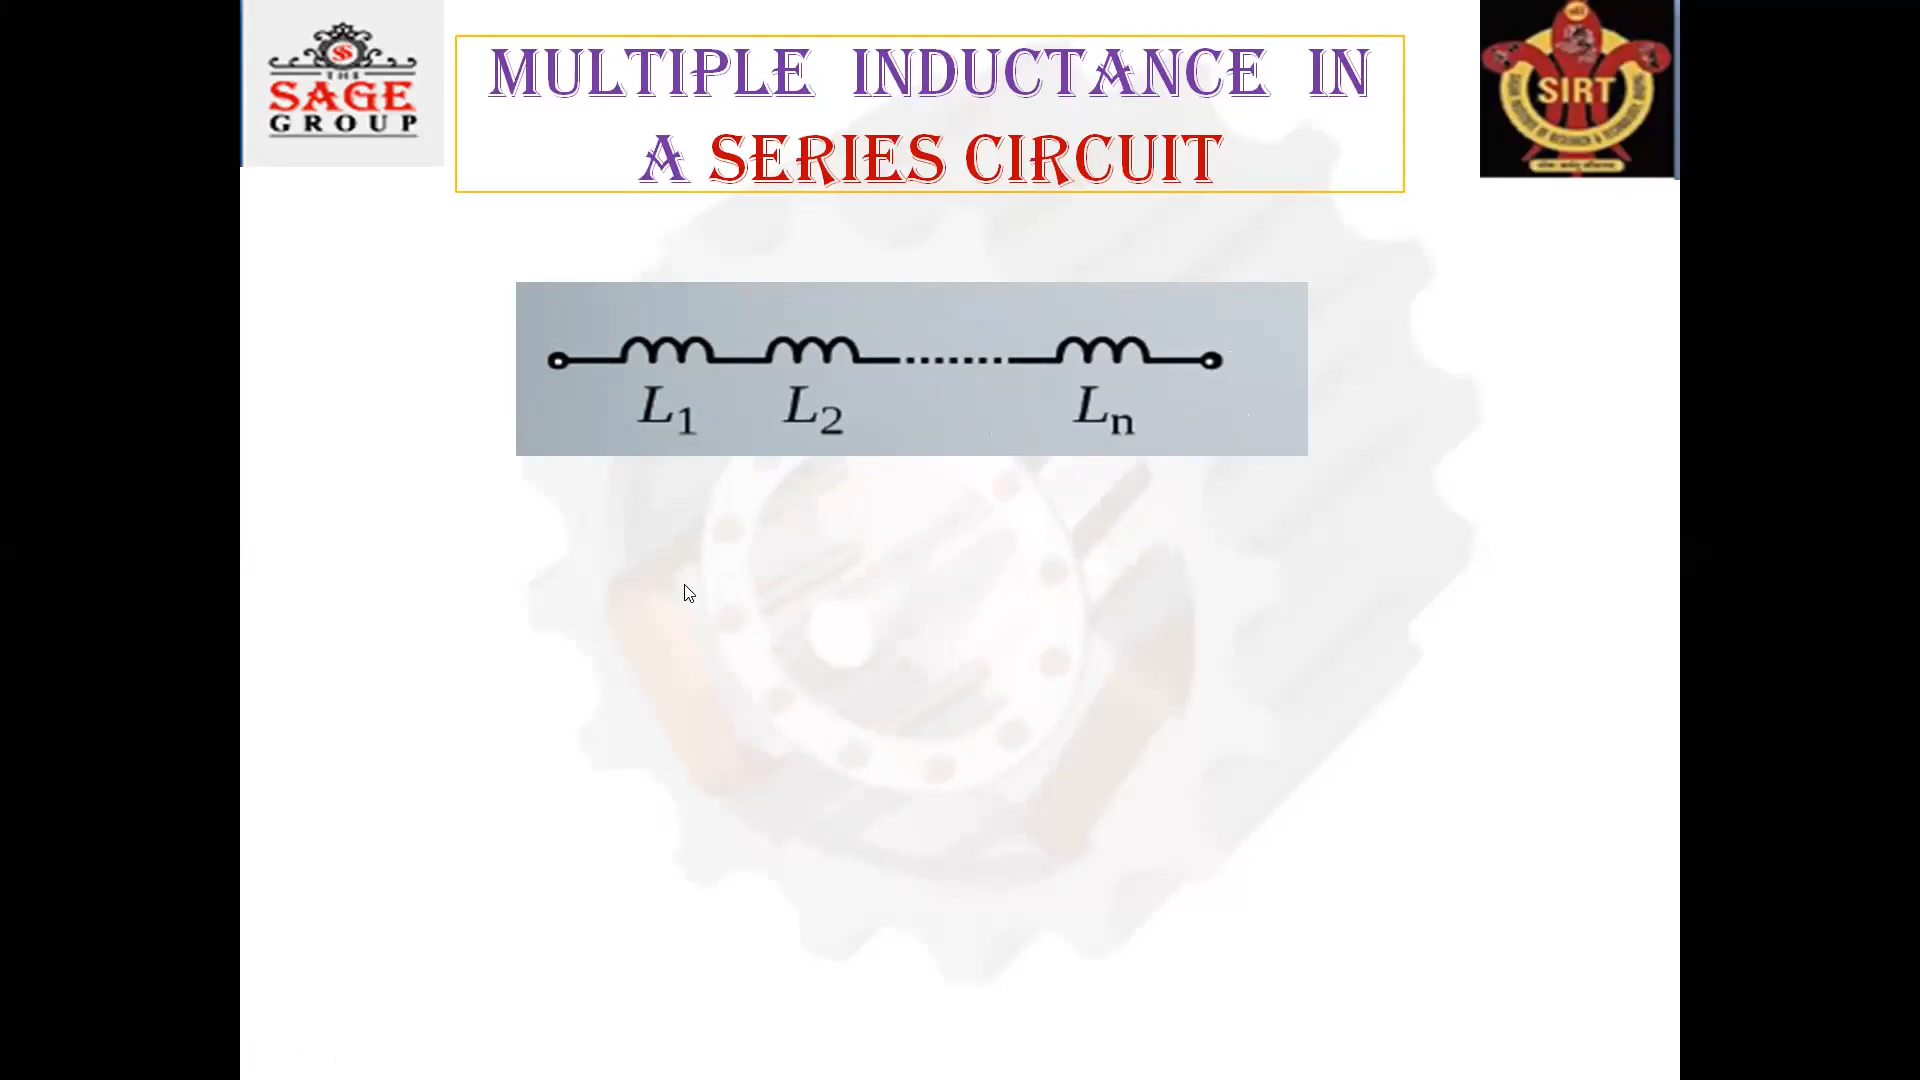 THE
SAGE
GROUP
MULTIPLE INDUCTANCE IN
A SERIES CIRCUIT
SIRT
L1
L2
Ln